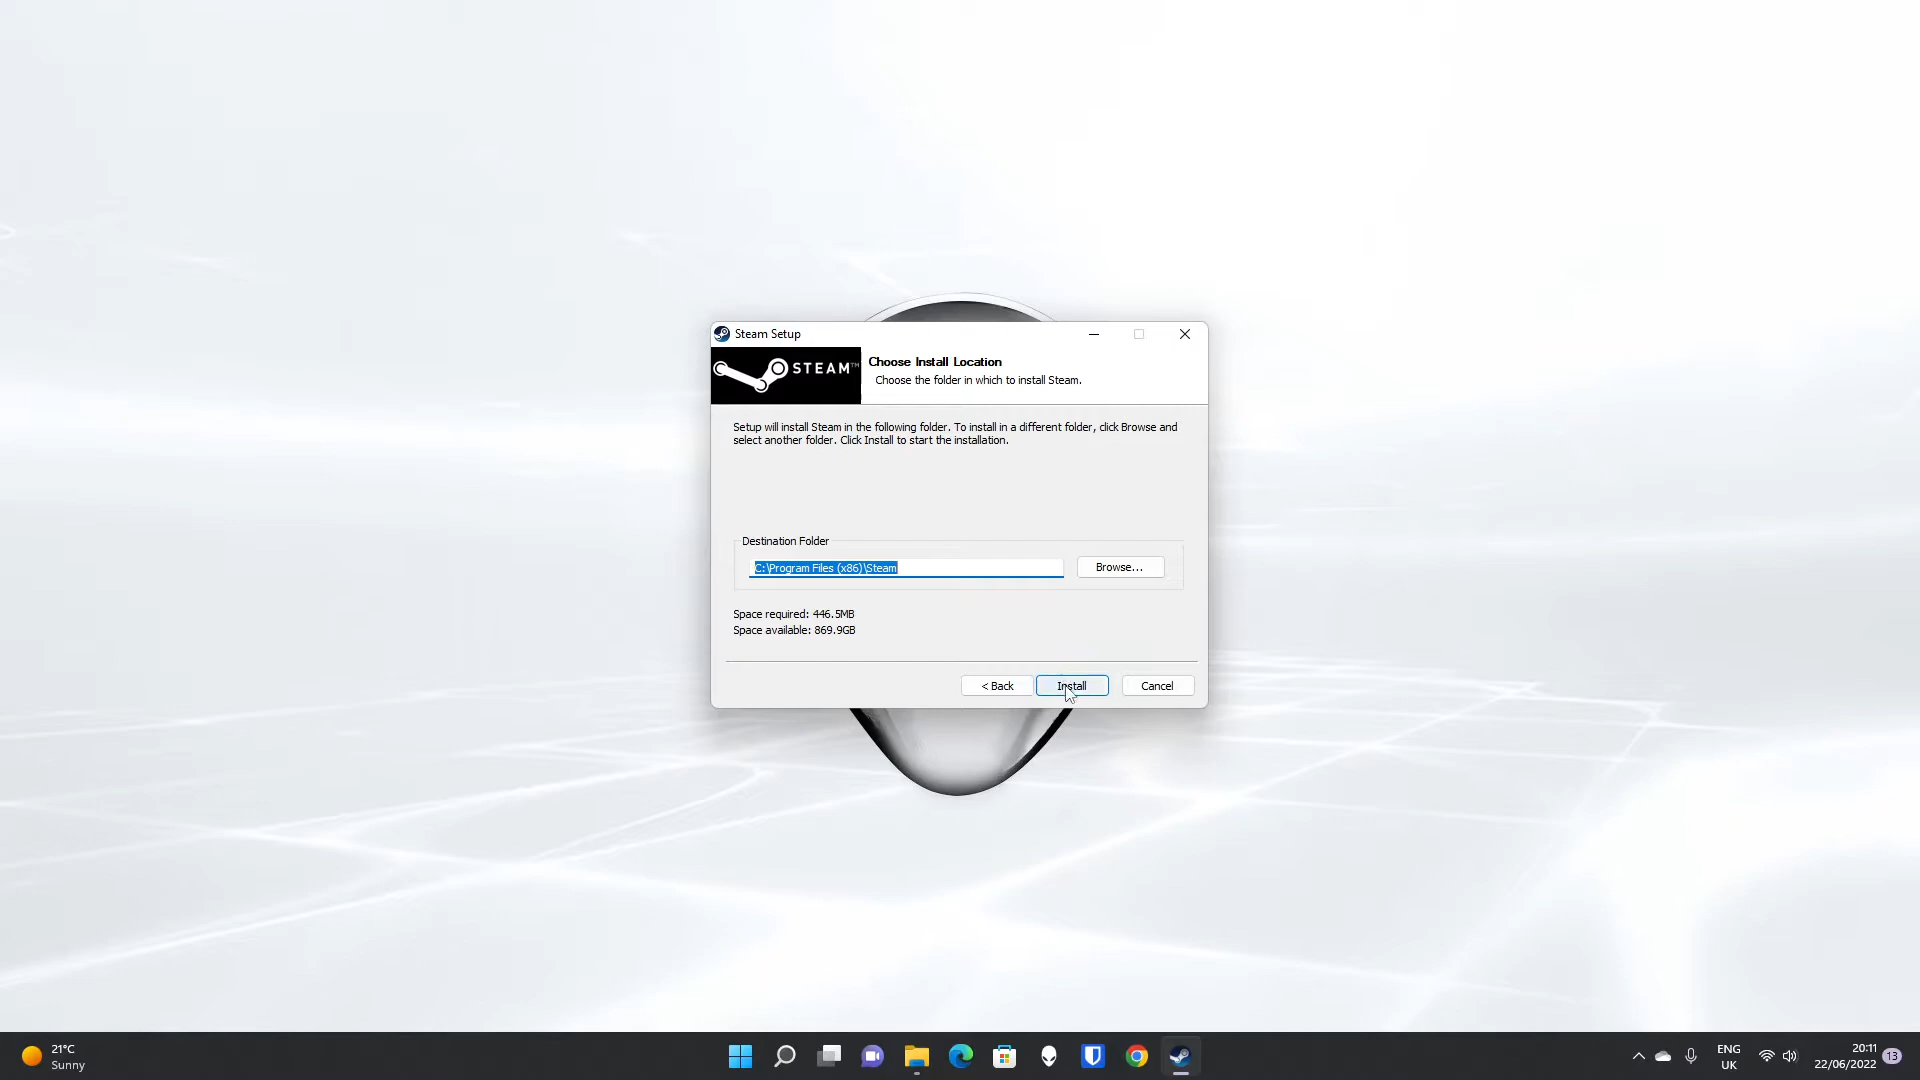 Steam Setup
STEAM™
Choose Install Location
Choose the folder in which to install Steam.
Setup will install Steam in the following folder. To install in a different folder, click Browse and
select another folder. Click Install to start the installation.
Destination Folder
C:\Program Files (x86)\Steam
Browse...
Space required: 446.5MB
Space available: 869.9GB
< Back
Install
Cancel
21°C
Sunny
ENG
UK
20:11
22/06/2022
13